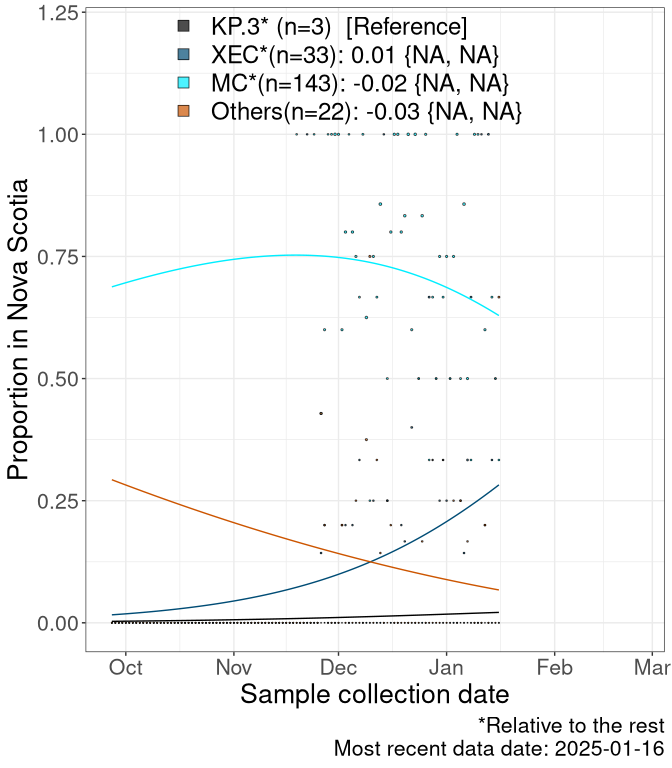 KP.3* (n=3)  [Reference]
XEC*(n=33): 0.01 {NA, NA}
MC*(n=143): -0.02 {NA, NA}
Others(n=22): -0.03 {NA, NA}
Proportion in Nova Scotia
1.25
1.00
0.75
0.50
0.25
0.00
Oct Nov Dec Jan Feb Mar
Sample collection date
*Relative to the rest
Most recent data date: 2025-01-16